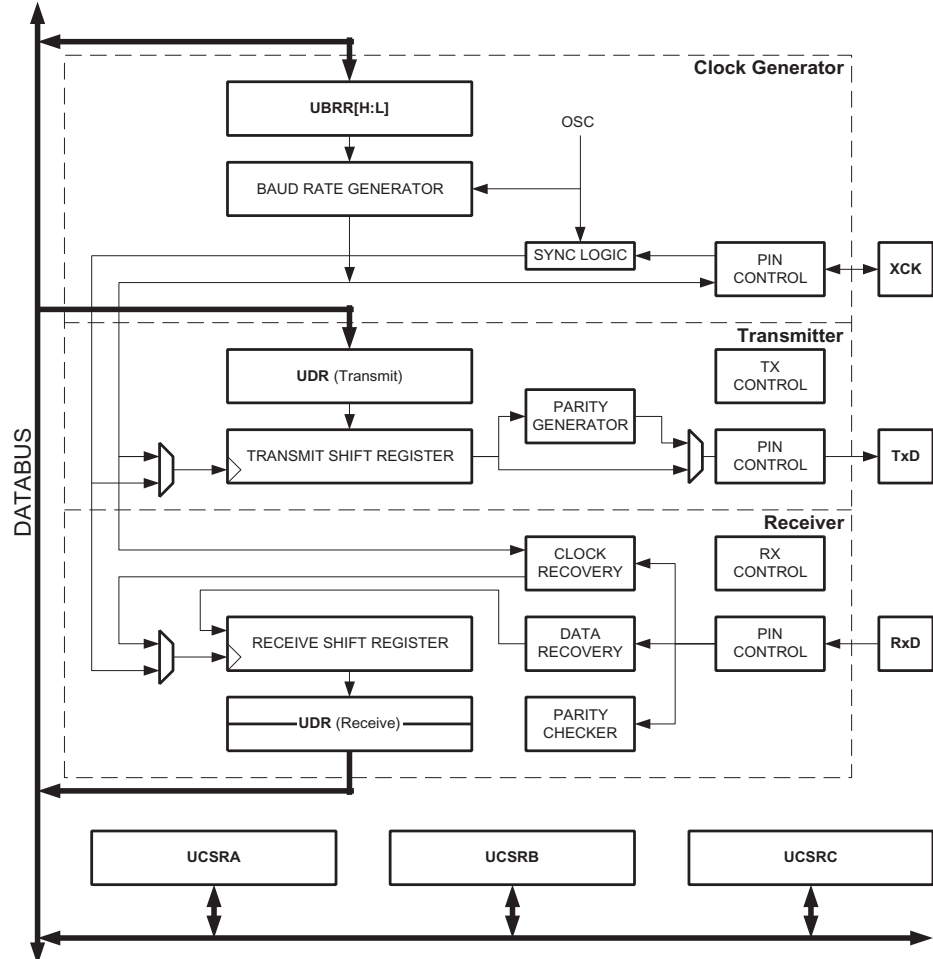 Clock Generator
UBRR[H:L]
OSC
BAUD RATE GENERATOR
SYNC LOGIC
PIN
CONTROL
XCK
Transmitter
UDR (Transmit)
TX
CONTROL
PARITY
GENERATOR
TRANSMIT SHIFT REGISTER
PIN
CONTROL
TxD
DATABUS
Receiver
CLOCK
RECOVERY
RX
CONTROL
RECEIVE SHIFT REGISTER
DATA
RECOVERY
PIN
CONTROL
RxD
UDR (Receive)
PARITY
CHECKER
UCSRA
UCSRB
UCSRC